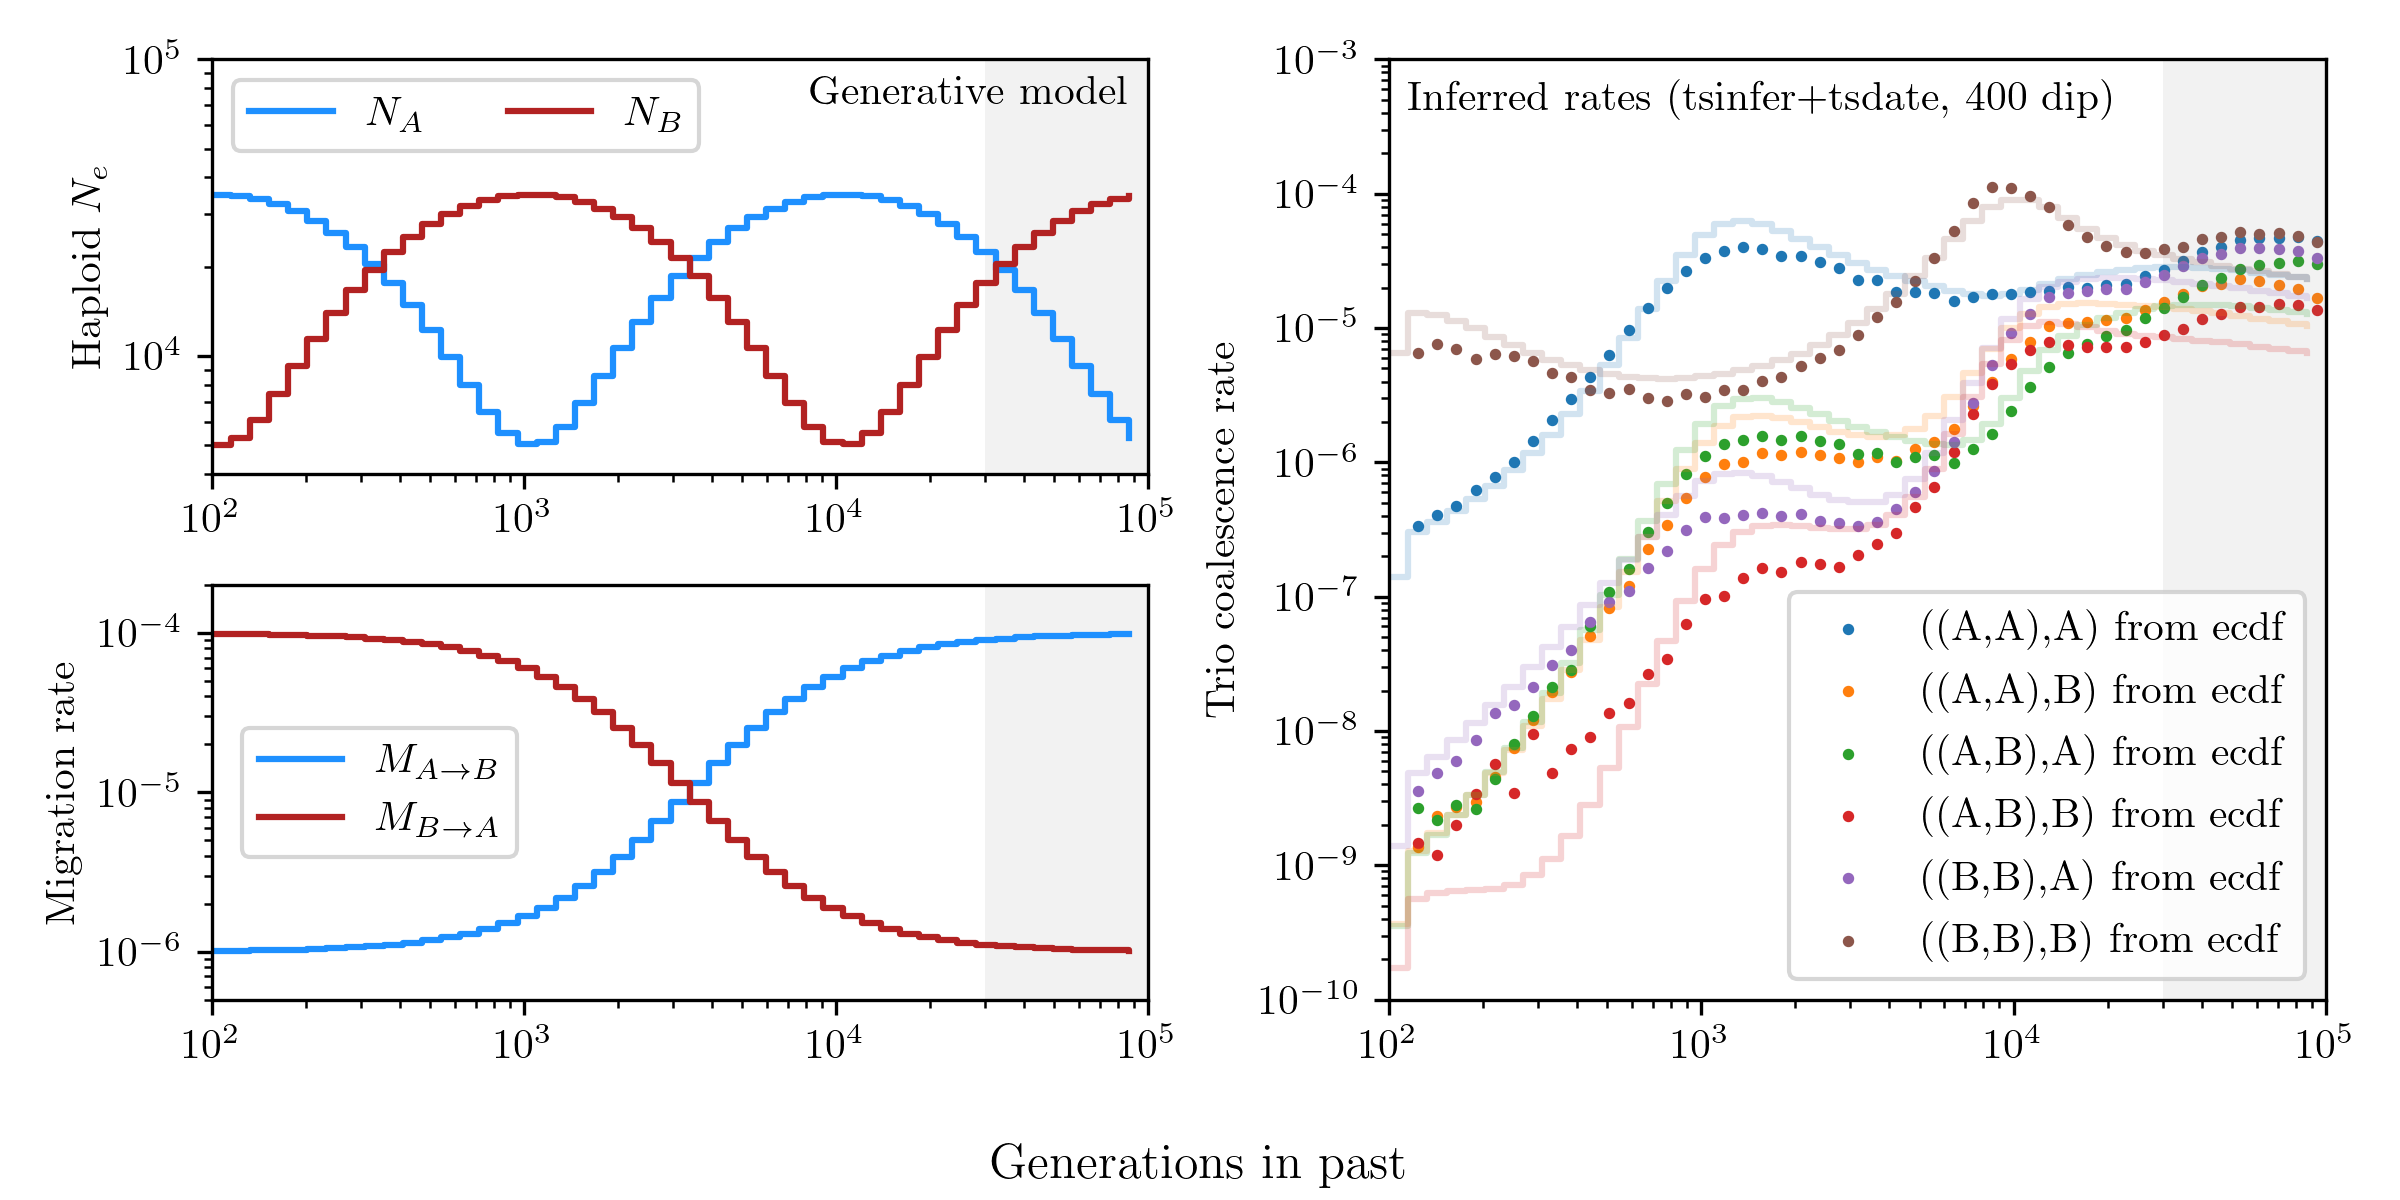 10^5
10^4
Haploid N_e
N_A
N_B
Generative model
10^2
10^3
10^4
10^5
10^-4
10^-5
10^-6
Migration rate
M_A→B
M_B→A
10^2
10^3
10^4
10^5
10^-3
10^-4
10^-5
10^-6
10^-7
10^-8
10^-9
10^-10
Trio coalescence rate
Inferred rates (tsinfer+tsdate, 400 dip)
((A,A),A) from ecdf
((A,A),B) from ecdf
((A,B),A) from ecdf
((A,B),B) from ecdf
((B,B),A) from ecdf
((B,B),B) from ecdf
10^2
10^3
10^4
10^5
Generations in past